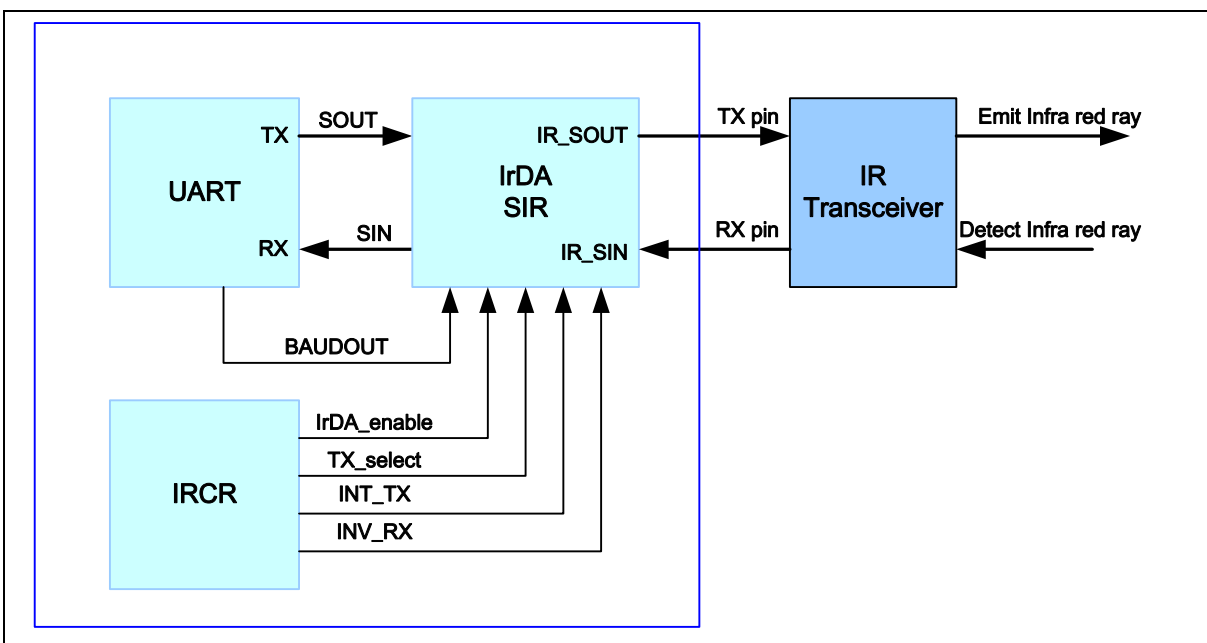 TX
SOUT
UART
SIN
RX
IR_SOUT
IrDA
SIR
IR_SIN
TX pin
RX pin
IR
Transceiver
Emit Infra red ray
Detect Infra red ray
BAUDOUT
IRCR
IrDA_enable
TX_select
INT_TX
INV_RX